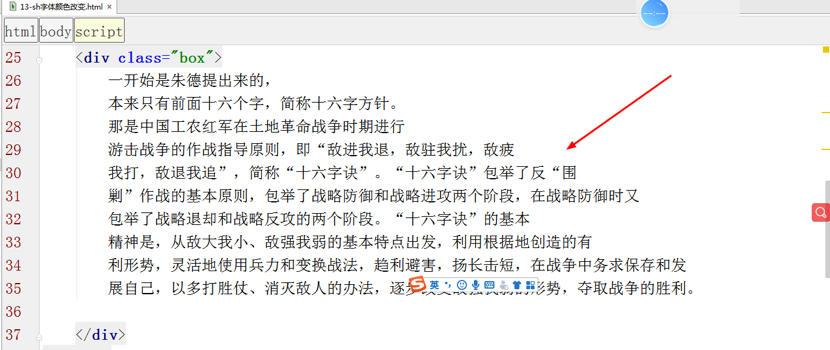 13-sh字体颜色改变.html ×
html body script
25 <div class="box">
26 一开始是朱德提出来的，
27 本来只有前面十六个字，简称十六字方针。
28 那是中国工农红军在土地革命战争时期进行
29 游击战争的作战指导原则，即“敌进我退，敌驻我扰，敌疲
30 我打，敌退我追”，简称“十六字诀”。“十六字诀”包举了反“围
31 剿”作战的基本原则，包举了战略防御和战略进攻两个阶段，在战略防御时又
32 包举了战略退却和战略反攻的两个阶段。“十六字诀”的基本
33 精神是，从敌大我小、敌强我弱的基本特点出发，利用根据地创造的有
34 利形势，灵活地使用兵力和变换战法，趋利避害，扬长击短，在战争中务求保存和发
35 展自己，以多打胜仗、消灭敌人的办法，逐步 英 形势，夺取战争的胜利。
36
37 </div>